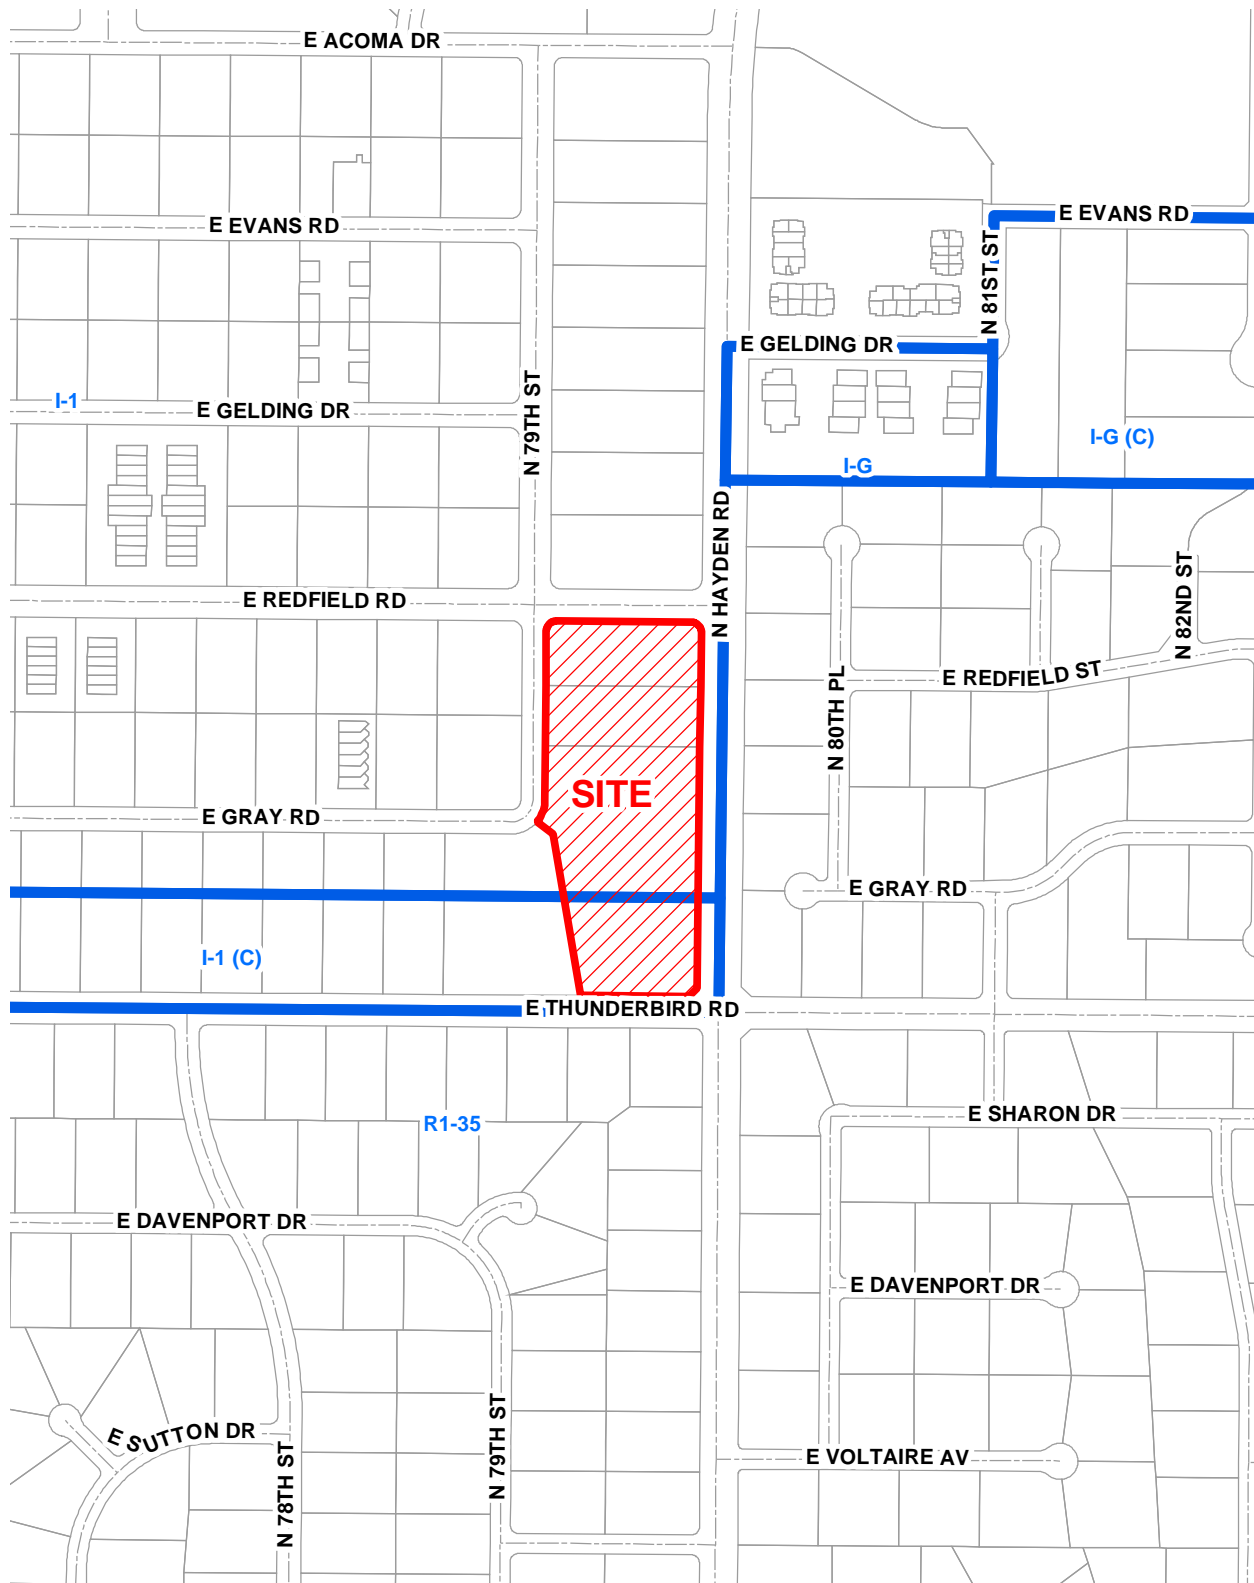 E ACOMA DR
E EVANS RD
E EVANS RD
N 81ST ST
E GELDING DR
N 79TH ST
I-1
E GELDING DR
I-G (C)
I-G
N HAYDEN RD
N 82ND ST
E REDFIELD RD
E REDFIELD ST
N 80TH PL
SITE
E GRAY RD
E GRAY RD
I-1 (C)
E THUNDERBIRD RD
R1-35
E SHARON DR
E DAVENPORT DR
E DAVENPORT DR
E SUTTON DR
N 78TH ST
N 79TH ST
E VOLTAIRE AV